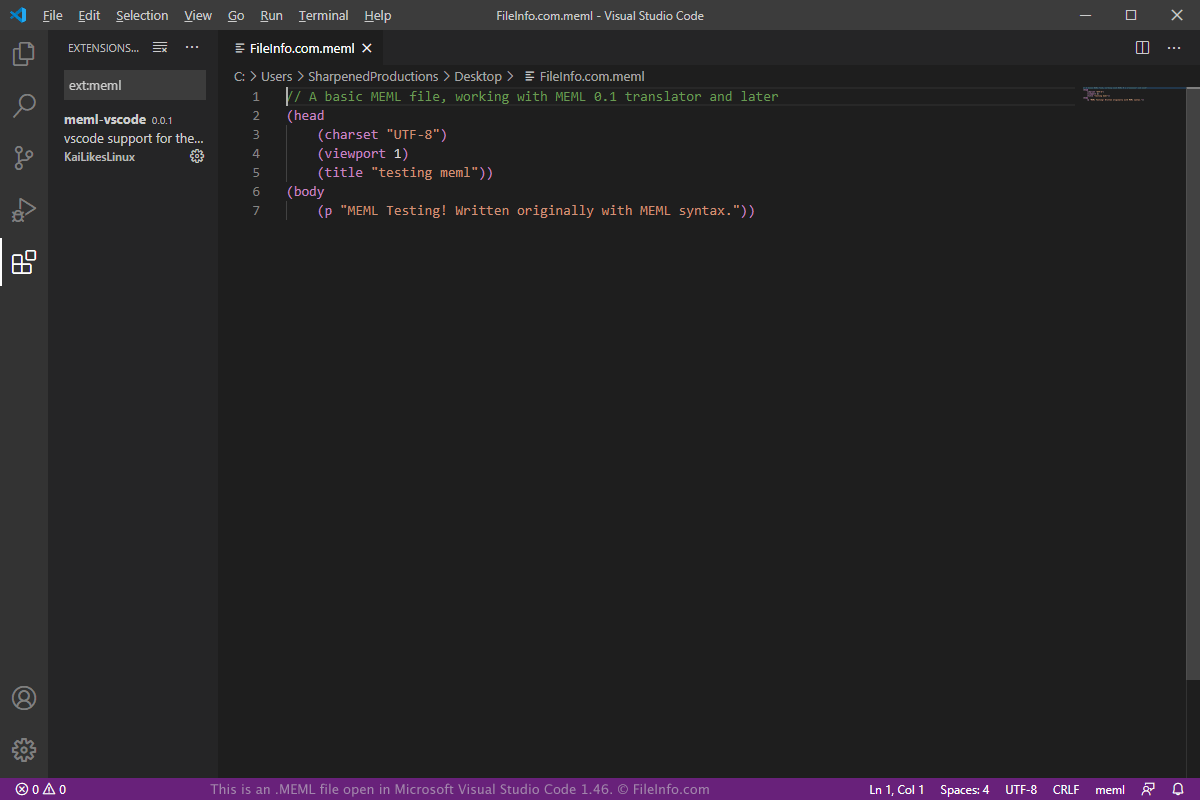 File Edit Selection View Go Run Terminal Help FileInfo.com.meml - Visual Studio Code
EXTENSIONS... ···
FileInfo.com.meml
C: > Users > SharpenedProductions > Desktop > FileInfo.com.meml
ext:meml
meml-vscode 0.0.1
vscode support for the...
KaiLikesLinux
1 // A basic MEML file, working with MEML 0.1 translator and later
2 (head
3 (charset "UTF-8")
4 (viewport 1)
5 (title "testing meml"))
6 (body
7 (p "MEML Testing! Written originally with MEML syntax."))
0 0 This is an .MEML file open in Microsoft Visual Studio Code 1.46. © FileInfo.com Ln 1, Col 1 Spaces: 4 UTF-8 CRLF meml